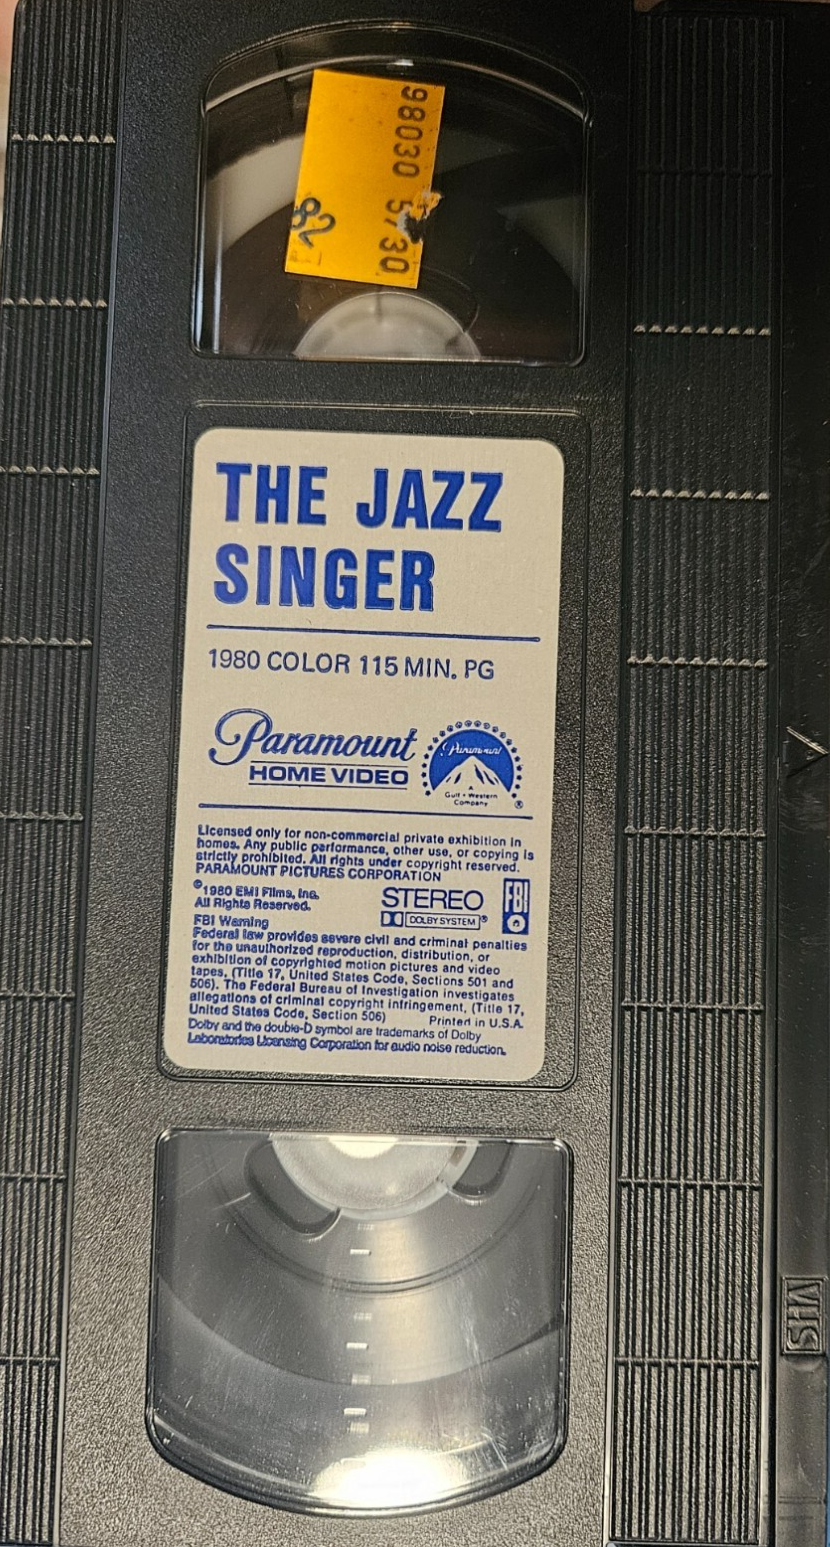 98030 5730
82
THE JAZZ
SINGER
1980 COLOR 115 MIN. PG
Paramount
HOME VIDEO
Paramount
A
Gulf + Western
Company
®
Licensed only for non-commercial private exhibition in
homes. Any public performance, other use, or copying is
strictly prohibited. All rights under copyright reserved.
PARAMOUNT PICTURES CORPORATION
©1980 EMI Films, Inc.
All Rights Reserved.
STEREO
DOLBY SYSTEM®
FBI
FBI Warning
Federal law provides severe civil and criminal penalties
for the unauthorized reproduction, distribution, or
exhibition of copyrighted motion pictures and video
tapes, (Title 17, United States Code, Sections 501 and
506). The Federal Bureau of Investigation investigates
allegations of criminal copyright infringement, (Title 17,
United States Code, Section 506) Printed in U.S.A.
Dolby and the double-D symbol are trademarks of Dolby
Laboratories Licensing Corporation for audio noise reduction.
VHS